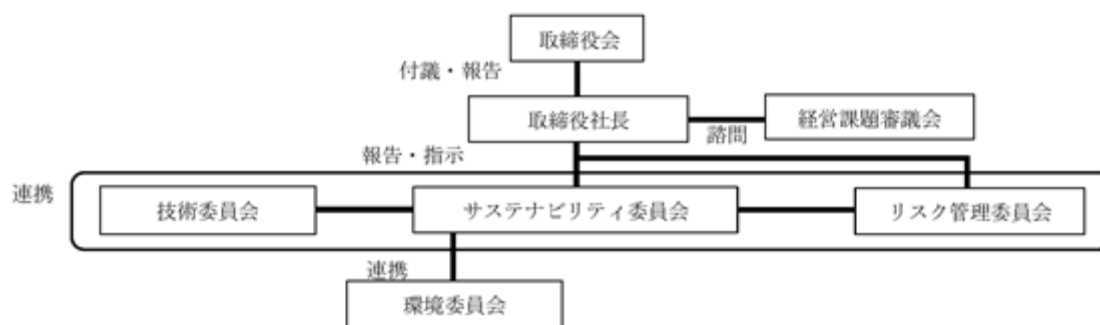 取締役会
付議・報告
取締役社長
経営課題審議会
諮問
報告・指示
連携
技術委員会
サステナビリティ委員会
リスク管理委員会
連携
環境委員会